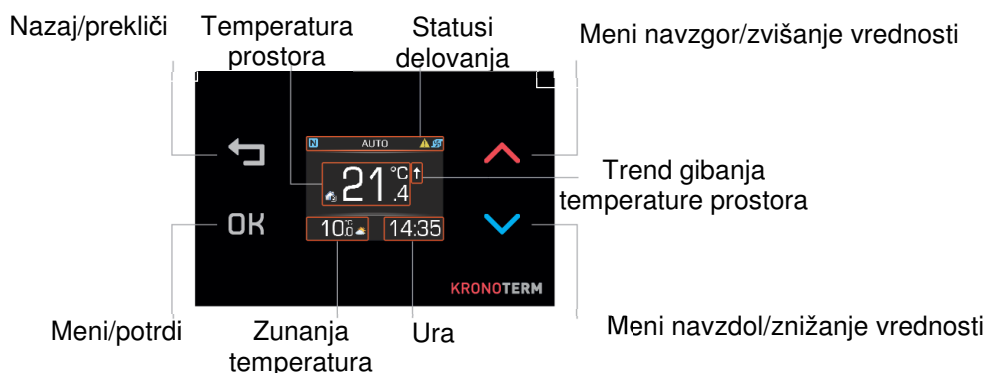 Nazaj/prekliči
Temperatura
prostora
Statusi
delovanja
Meni navzgor/zvišanje vrednosti
N AUTO
21 °C
.4
OK
10 °C
.0
14:35
Trend gibanja
temperature prostora
KRONOTERM
Meni/potrdi
Zunanja
temperatura
Ura
Meni navzdol/znižanje vrednosti